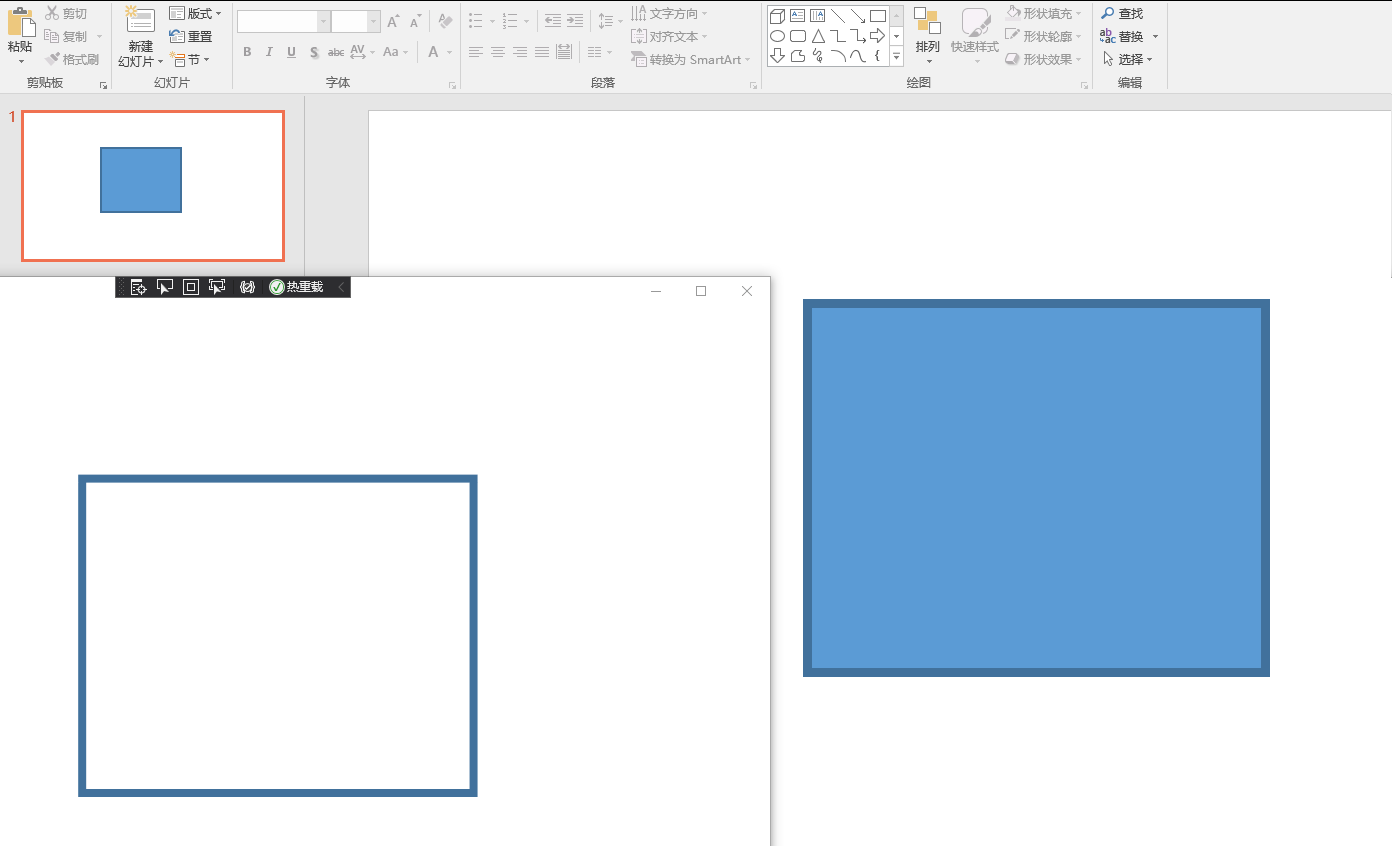 剪切
版式
文字方向
形状填充
查找
粘贴
复制
新建
幻灯片
重置
对齐文本
排列
快速样式
形状轮廓
替换
格式刷
节
B I U S abc AV Aa A
转换为 SmartArt
形状效果
选择
剪贴板
幻灯片
字体
段落
绘图
编辑
1
热重载